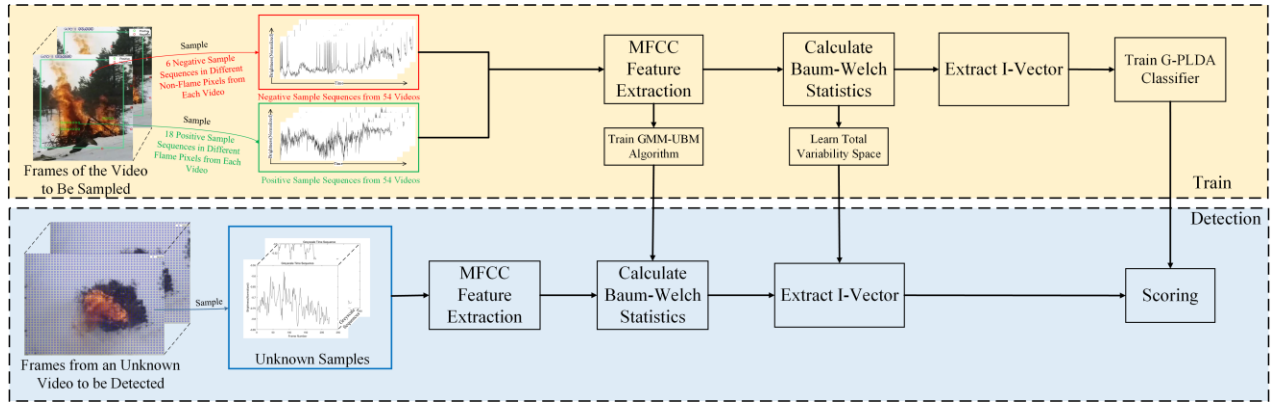 Sample
6 Negative Sample
Sequences in Different
Non-Flame Pixels from
Each Video
Negative Sample Sequences from 54 Videos
Sample
18 Positive Sample
Sequences in Different
Flame Pixels from Each
Video
Positive Sample Sequences from 54 Videos
Frames of the Video
to Be Sampled
MFCC
Feature
Extraction
Calculate
Baum-Welch
Statistics
Extract I-Vector
Train G-PLDA
Classifier
Train GMM-UBM
Algorithm
Learn Total
Variability Space
Train
Detection
Sample
Unknown Samples
Frames from an Unknown
Video to be Detected
MFCC
Feature
Extraction
Calculate
Baum-Welch
Statistics
Extract I-Vector
Scoring